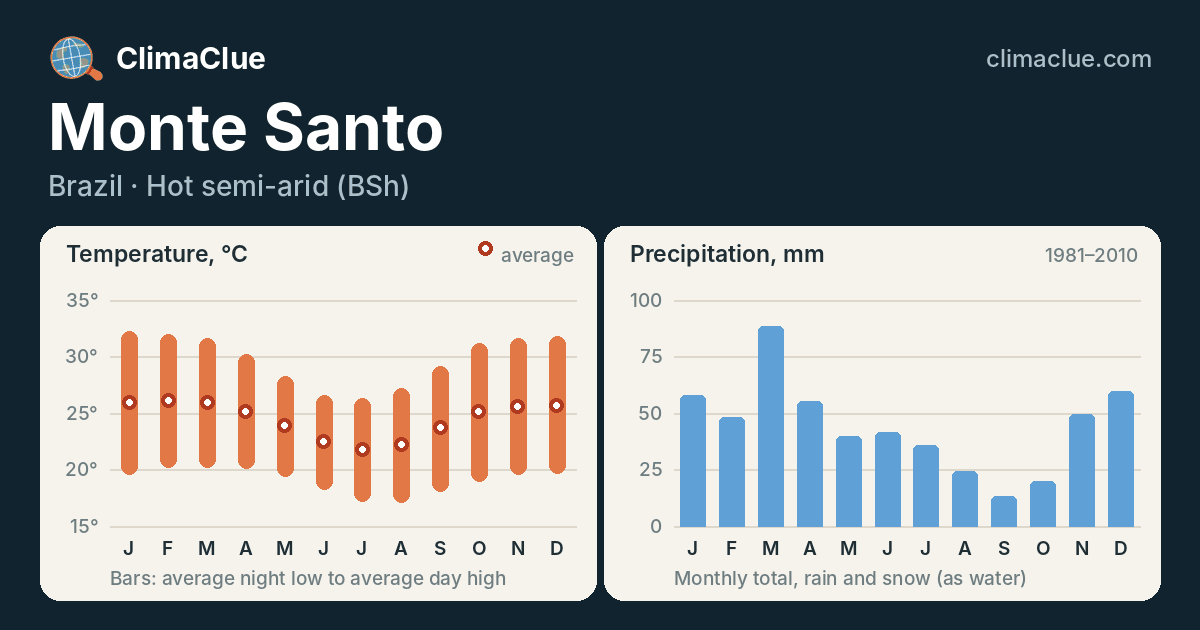 ClimaClue
climaclue.com
Monte Santo
Brazil · Hot semi-arid (BSh)
Temperature, °C
average
35°
30°
25°
20°
15°
J F M A M J J A S O N D
Bars: average night low to average day high
Precipitation, mm
1981–2010
100
75
50
25
0
J F M A M J J A S O N D
Monthly total, rain and snow (as water)